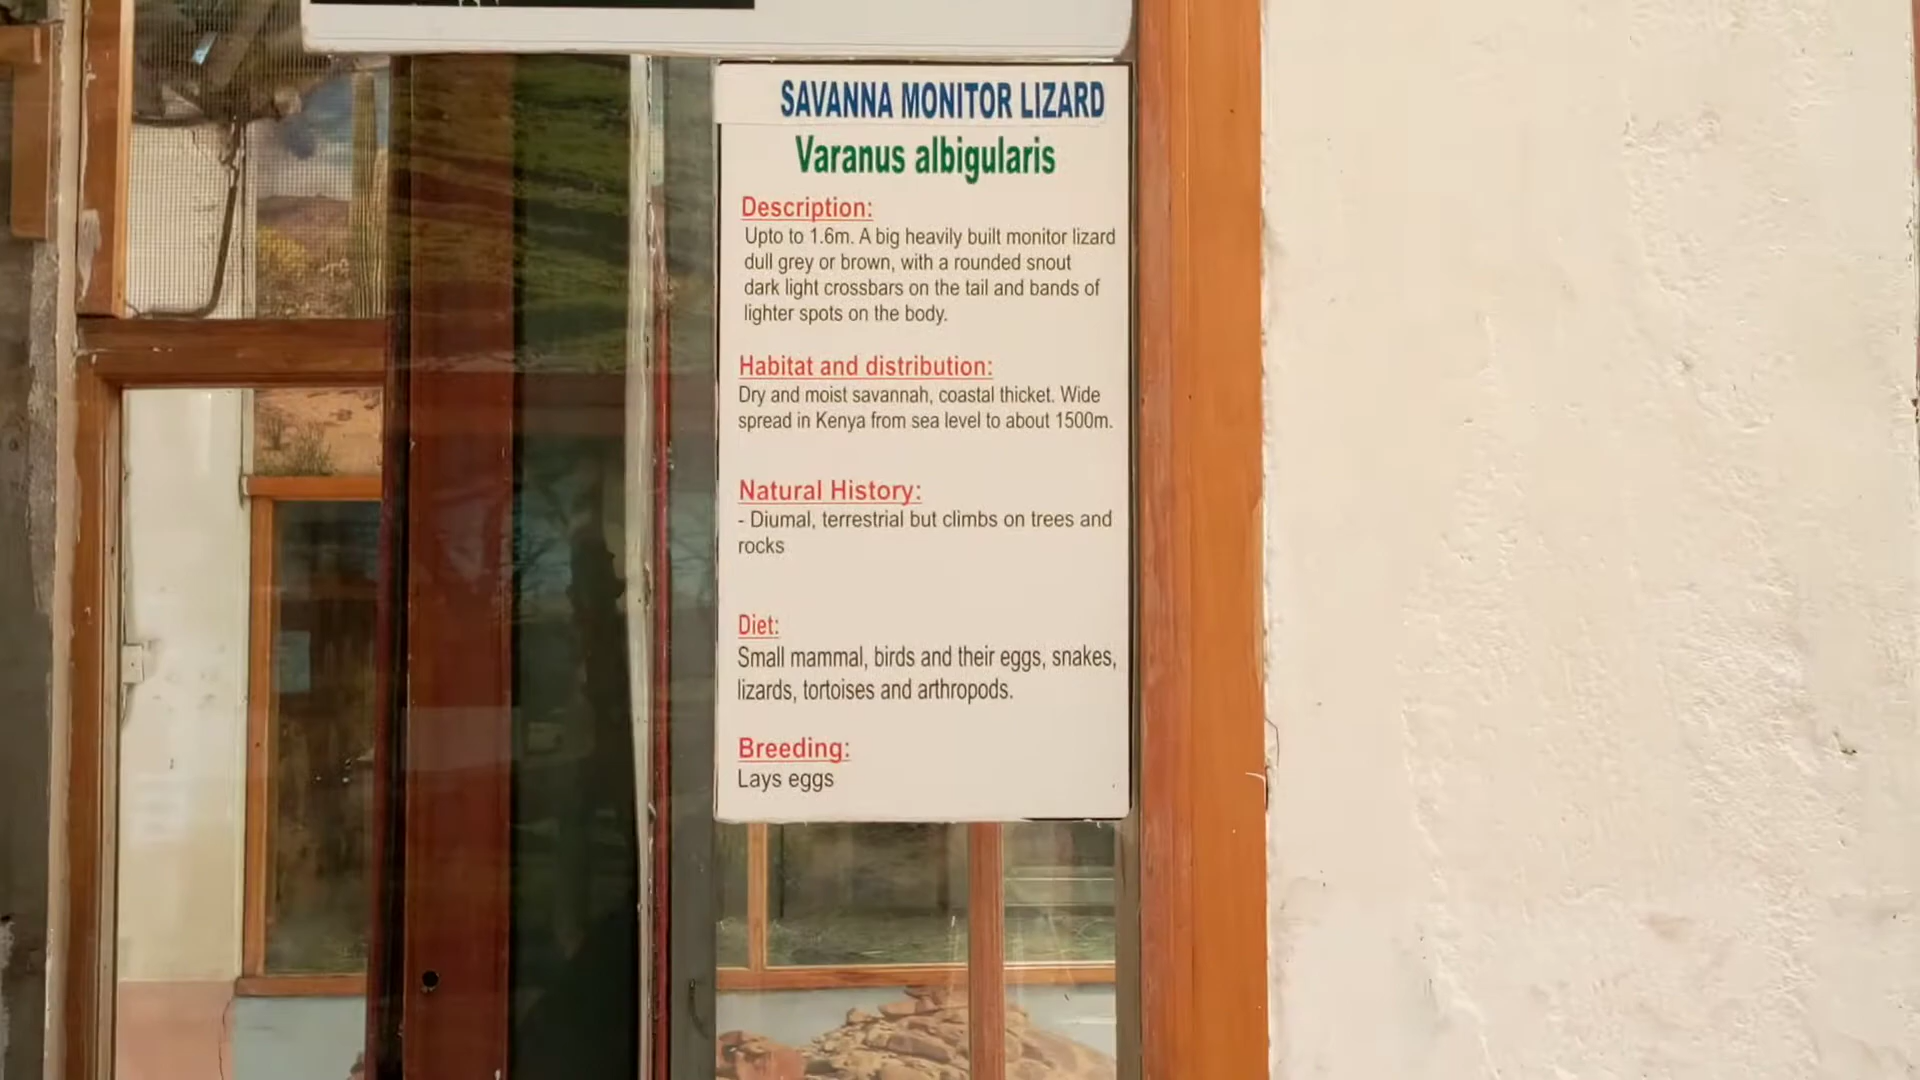 SAVANNA MONITOR LIZARD
Varanus albigularis
Description:
Upto to 1.6m. A big heavily built monitor lizard
dull grey or brown, with a rounded snout
dark light crossbars on the tail and bands of
lighter spots on the body.
Habitat and distribution:
Dry and moist savannah, coastal thicket. Wide
spread in Kenya from sea level to about 1500m.
Natural History:
- Diumal, terrestrial but climbs on trees and
rocks
Diet:
Small mammal, birds and their eggs, snakes,
lizards, tortoises and arthropods.
Breeding:
Lays eggs